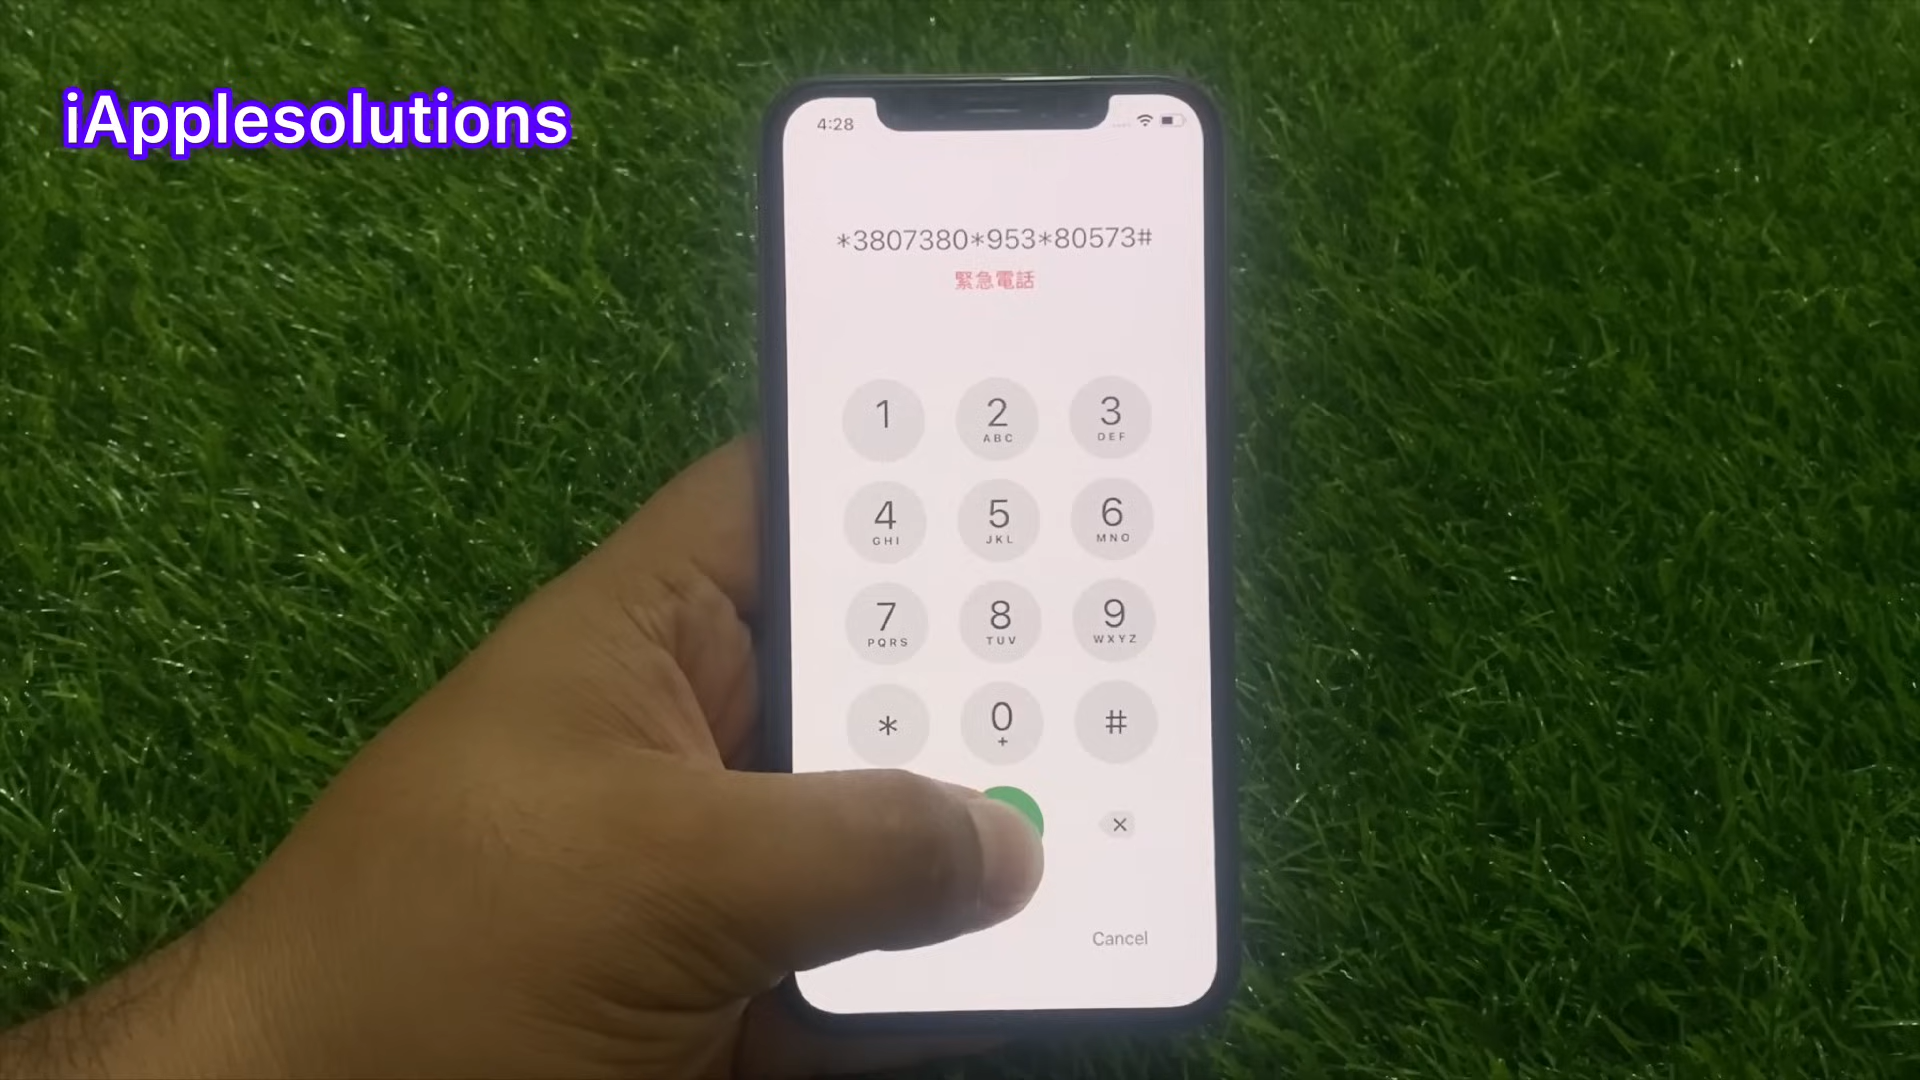 iApplesolutions
4:28
*3807380*953*80573#
緊急電話
1
2
ABC
3
DEF
4
GHI
5
JKL
6
MNO
7
PQRS
8
TUV
9
WXYZ
*
0
+
#
Cancel